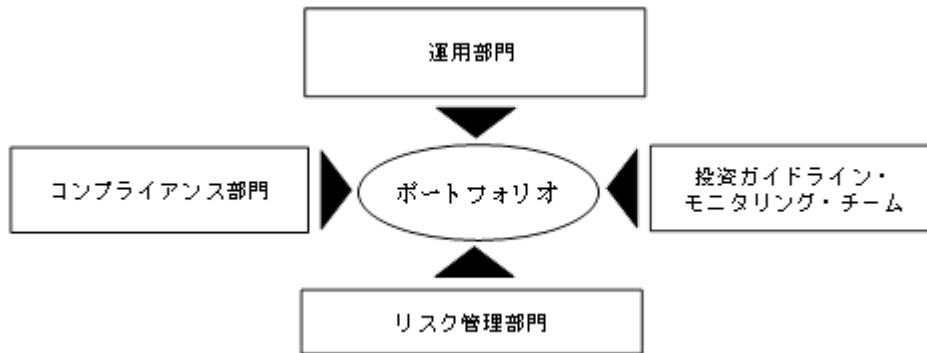 運用部門
コンプライアンス部門
ポートフォリオ
投資ガイドライン・
モニタリング・チーム
リスク管理部門